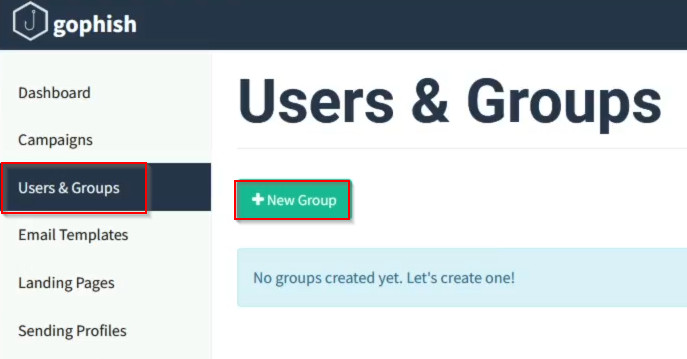 gophish
Dashboard
Campaigns
Users & Groups
Email Templates
Landing Pages
Sending Profiles
Users & Groups
+ New Group
No groups created yet. Let's create one!